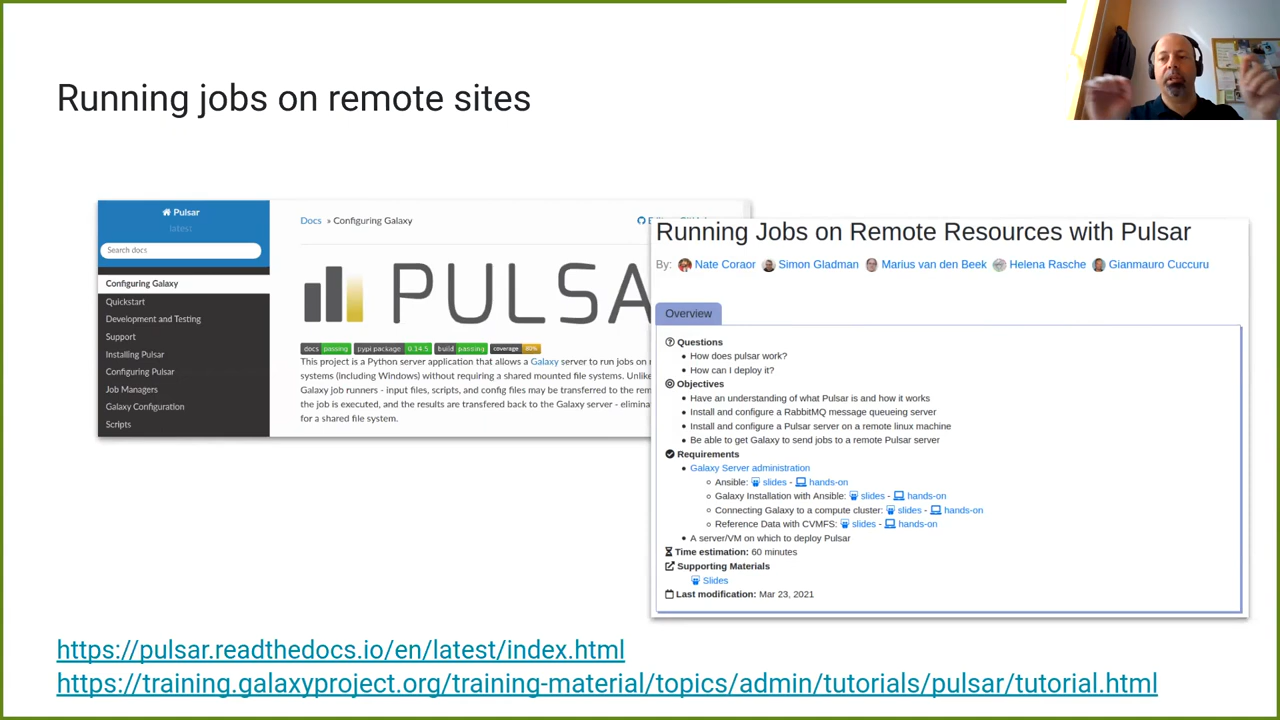 Running jobs on remote sites
Pulsar
latest
Search docs
Configuring Galaxy
Quickstart
Development and Testing
Support
Installing Pulsar
Configuring Pulsar
Job Managers
Galaxy Configuration
Scripts
Docs » Configuring Galaxy
PULSA
docs passing pypi package 0.14.5 build passing coverage
This project is a Python server application that allows a Galaxy server to run jobs on
systems (including Windows) without requiring a shared mounted file systems. Unlike
Galaxy job runners - input files, scripts, and config files may be transferred to the
the job is executed, and the results are transfered back to the Galaxy server -
for a shared file system.
Running Jobs on Remote Resources with Pulsar
By: Nate Coraor Simon Gladman Marius van den Beek Helena Rasche Gianmauro Cuccuru
Overview
Questions
How does pulsar work?
How can I deploy it?
Objectives
Have an understanding of what Pulsar is and how it works
Install and configure a RabbitMQ message queueing server
Install and configure a Pulsar server on a remote linux machine
Be able to get Galaxy to send jobs to a remote Pulsar server
Requirements
Galaxy Server administration
Ansible: slides - hands-on
Galaxy Installation with Ansible: slides - hands-on
Connecting Galaxy to a compute cluster: slides - hands-on
Reference Data with CVMFS: slides - hands-on
A server/VM on which to deploy Pulsar
Time estimation: 60 minutes
Supporting Materials
Slides
Last modification: Mar 23, 2021
https://pulsar.readthedocs.io/en/latest/index.html
https://training.galaxyproject.org/training-material/topics/admin/tutorials/pulsar/tutorial.html